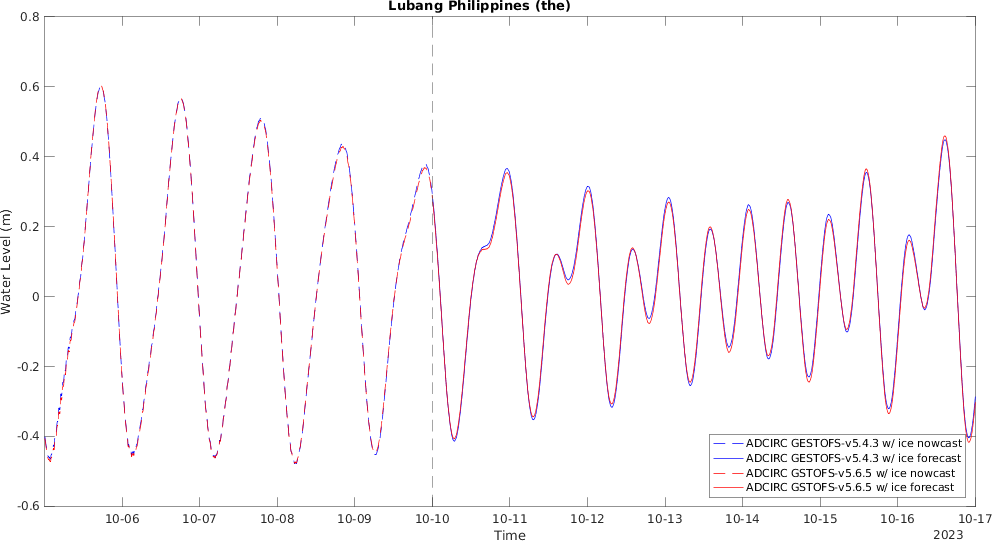 Lubang Philippines (the)
0.8
0.6
0.4
0.2
0
-0.2
-0.4
-0.6
Water Level (m)
ADCIRC GESTOFS-v5.4.3 w/ ice nowcast
ADCIRC GESTOFS-v5.4.3 w/ ice forecast
ADCIRC GSTOFS-v5.6.5 w/ ice nowcast
ADCIRC GSTOFS-v5.6.5 w/ ice forecast
10-06 10-07 10-08 10-09 10-10 10-11 10-12 10-13 10-14 10-15 10-16 10-17
Time
2023